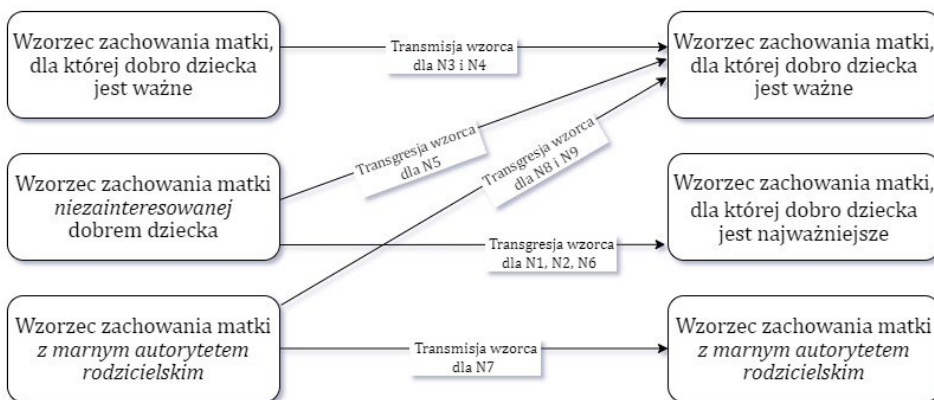 Wzorzec zachowania matki,
dla której dobro dziecka
jest ważne
Transmisja wzorca
dla N3 i N4
Wzorzec zachowania matki,
dla której dobro dziecka
jest ważne
Transgresja wzorca
dla N5
Transgresja wzorca
dla N8 i N9
Wzorzec zachowania matki
niezainteresowanej
dobrem dziecka
Wzorzec zachowania matki,
dla której dobro dziecka
jest najważniejsze
Transgresja wzorca
dla N1, N2, N6
Wzorzec zachowania matki
z marnym autorytetem
rodzicielskim
Transmisja wzorca
dla N7
Wzorzec zachowania matki
z marnym autorytetem
rodzicielskim